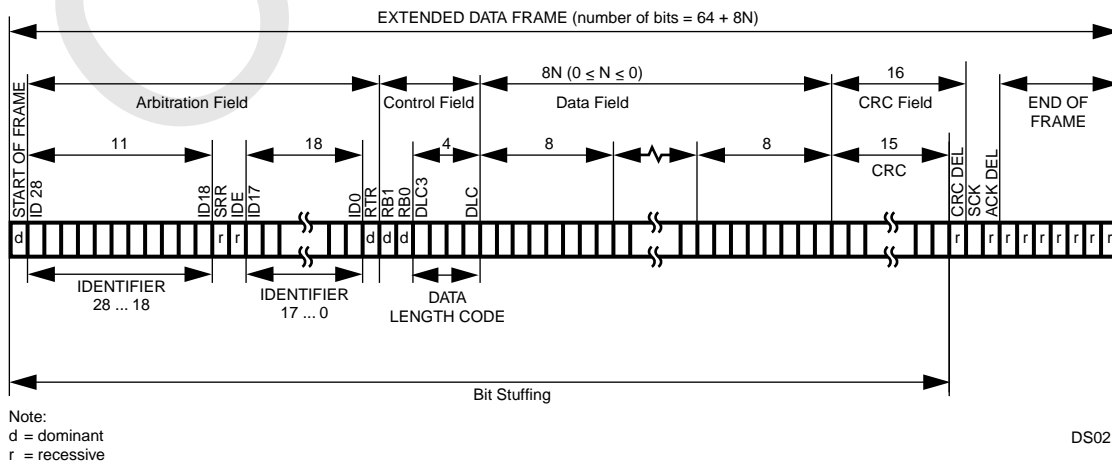 EXTENDED DATA FRAME (number of bits = 64 + 8N)
8N (0 ≤ N ≤ 0)
16
Arbitration Field
Control Field
Data Field
CRC Field
END OF
FRAME
11
18
4
8
8
15
CRC
START OF FRAME
ID 28
ID18
SRR
IDE
ID17
ID0
RTR
RB1
RB0
DLC3
DLC
CRC DEL
SCK
ACK DEL
d r r d d d r r r r r r r r r
IDENTIFIER
28 ... 18
IDENTIFIER
17 ... 0
DATA
LENGTH CODE
Bit Stuffing
Note:
d = dominant
r = recessive
DS02